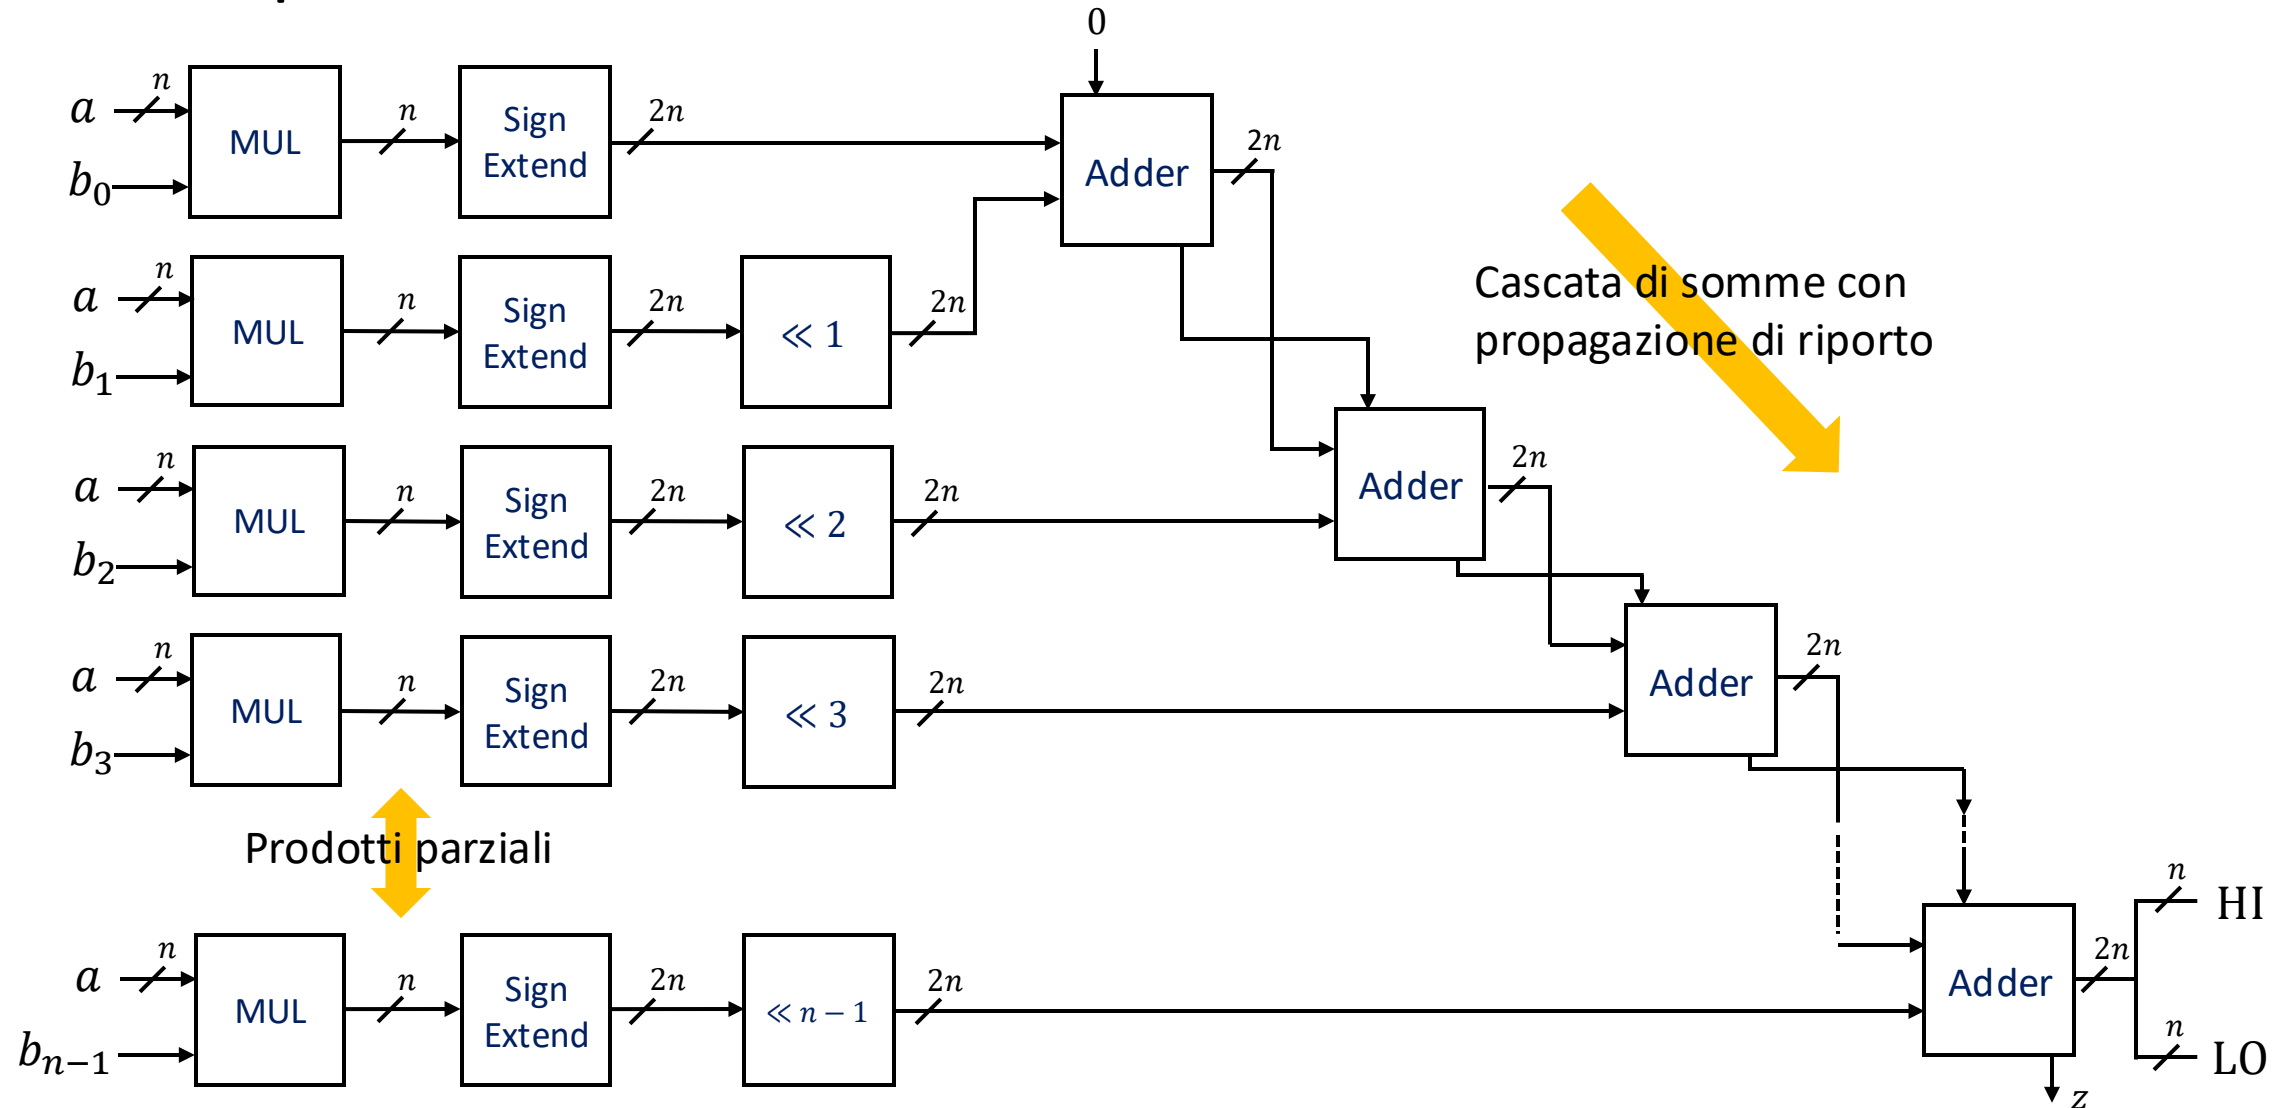 0
a
n
MUL
n
Sign
Extend
2n
b₀
Adder
2n
a
n
MUL
n
Sign
Extend
2n
≪ 1
2n
b₁
Cascata di somme con
propagazione di riporto
a
n
MUL
n
Sign
Extend
2n
≪ 2
2n
b₂
Adder
2n
a
n
MUL
n
Sign
Extend
2n
≪ 3
2n
b₃
Adder
2n
Prodotti parziali
a
n
MUL
n
Sign
Extend
2n
≪ n − 1
2n
bₙ₋₁
Adder
2n
n
HI
n
LO
z